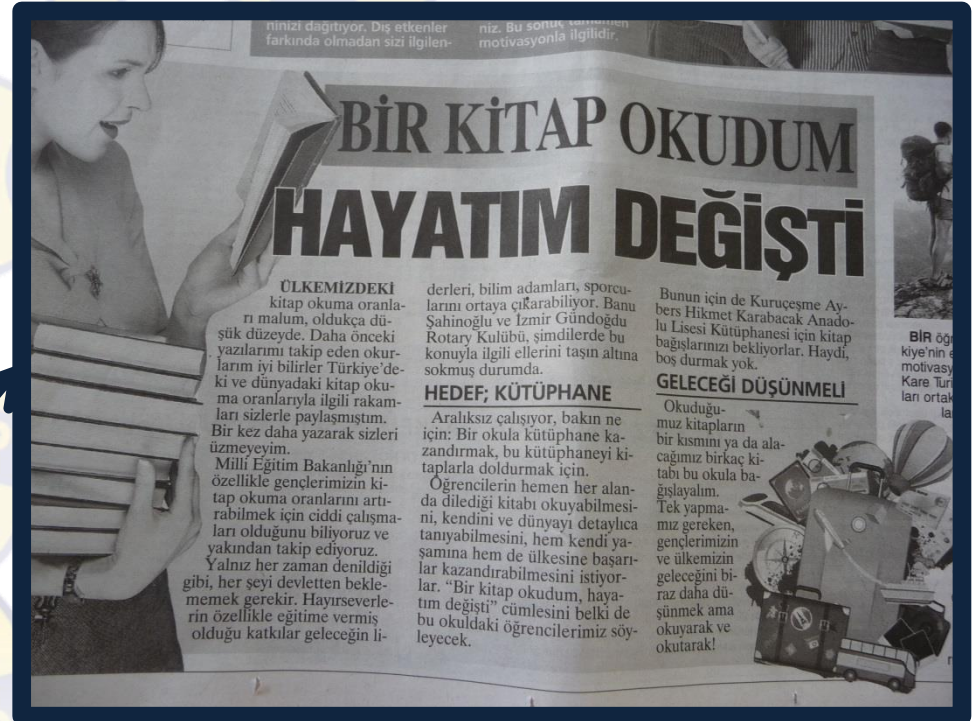 ninizi dağıtıyor. Dış etkenler
farkında olmadan sizi ilgilen-
niz. Bu sonuç tamamen
motivasyonla ilgilidir.
BİR KİTAP OKUDUM
HAYATIM DEĞİŞTİ
ÜLKEMİZDEKİ
kitap okuma oranla-
rı malum, oldukça dü-
şük düzeyde. Daha önceki
yazılarımı takip eden okur-
larım iyi bilirler Türkiye'de-
ki ve dünyadaki kitap oku-
ma oranlarıyla ilgili rakam-
ları sizlerle paylaşmıştım.
Bir kez daha yazarak sizleri
üzmeyeyim.
Milli Eğitim Bakanlığı'nın
özellikle gençlerimizin ki-
tap okuma oranlarını artı-
rabilmek için ciddi çalışma-
ları olduğunu biliyoruz ve
yakından takip ediyoruz.
Yalnız her zaman denildiği
gibi, her şeyi devletten bekle-
memek gerekir. Hayırseverle-
rin özellikle eğitime vermiş
olduğu katkılar geleceğin li-
derleri, bilim adamları, sporcu-
larını ortaya çıkarabiliyor. Banu
Şahinoğlu ve İzmir Gündoğdu
Rotary Kulübü, şimdilerde bu
konuyla ilgili ellerini taşın altına
sokmuş durumda.
HEDEF; KÜTÜPHANE
Aralıksız çalışıyor, bakın ne
için: Bir okula kütüphane ka-
zandırmak, bu kütüphaneyi ki-
taplarla doldurmak için.
Öğrencilerin hemen her alan-
da dilediği kitabı okuyabilmesi-
ni, kendini ve dünyayı detaylıca
tanıyabilmesini, hem kendi ya-
şamına hem de ülkesine başarı-
lar kazandırabilmesini istiyor-
lar. "Bir kitap okudum, haya-
tım değişti" cümlesini belki de
bu okuldaki öğrencilerimiz söy-
leyecek.
Bunun için de Kuruçeşme Ay-
bers Hikmet Karabacak Anado-
lu Lisesi Kütüphanesi için kitap
bağışlarınızı bekliyorlar. Haydi,
boş durmak yok.
GELECEĞİ DÜŞÜNMELİ
Okuduğu-
muz kitapların
bir kısmını ya da ala-
cağımız birkaç ki-
tabı bu okula ba-
ğışlayalım.
Tek yapma-
mız gereken,
gençlerimizin
ve ülkemizin
geleceğini bi-
raz daha dü-
şünmek ama
okuyarak ve
okutarak!
BİR öğr
kiye'nin e
motivasy
Kare Turi
ları ortak